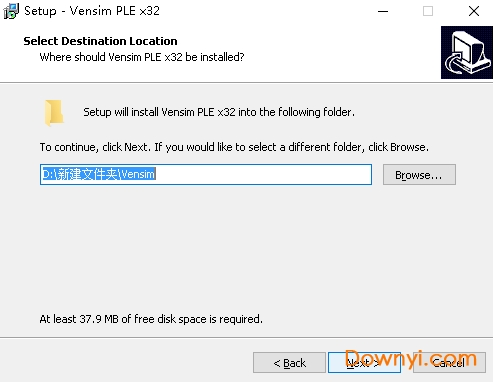 Setup - Vensim PLE x32
Select Destination Location
Where should Vensim PLE x32 be installed?
Setup will install Vensim PLE x32 into the following folder.
To continue, click Next. If you would like to select a different folder, click Browse.
D:\新建文件夹\Vensim
Browse...
At least 37.9 MB of free disk space is required.
< Back
Next >
Cancel
Downyi.com